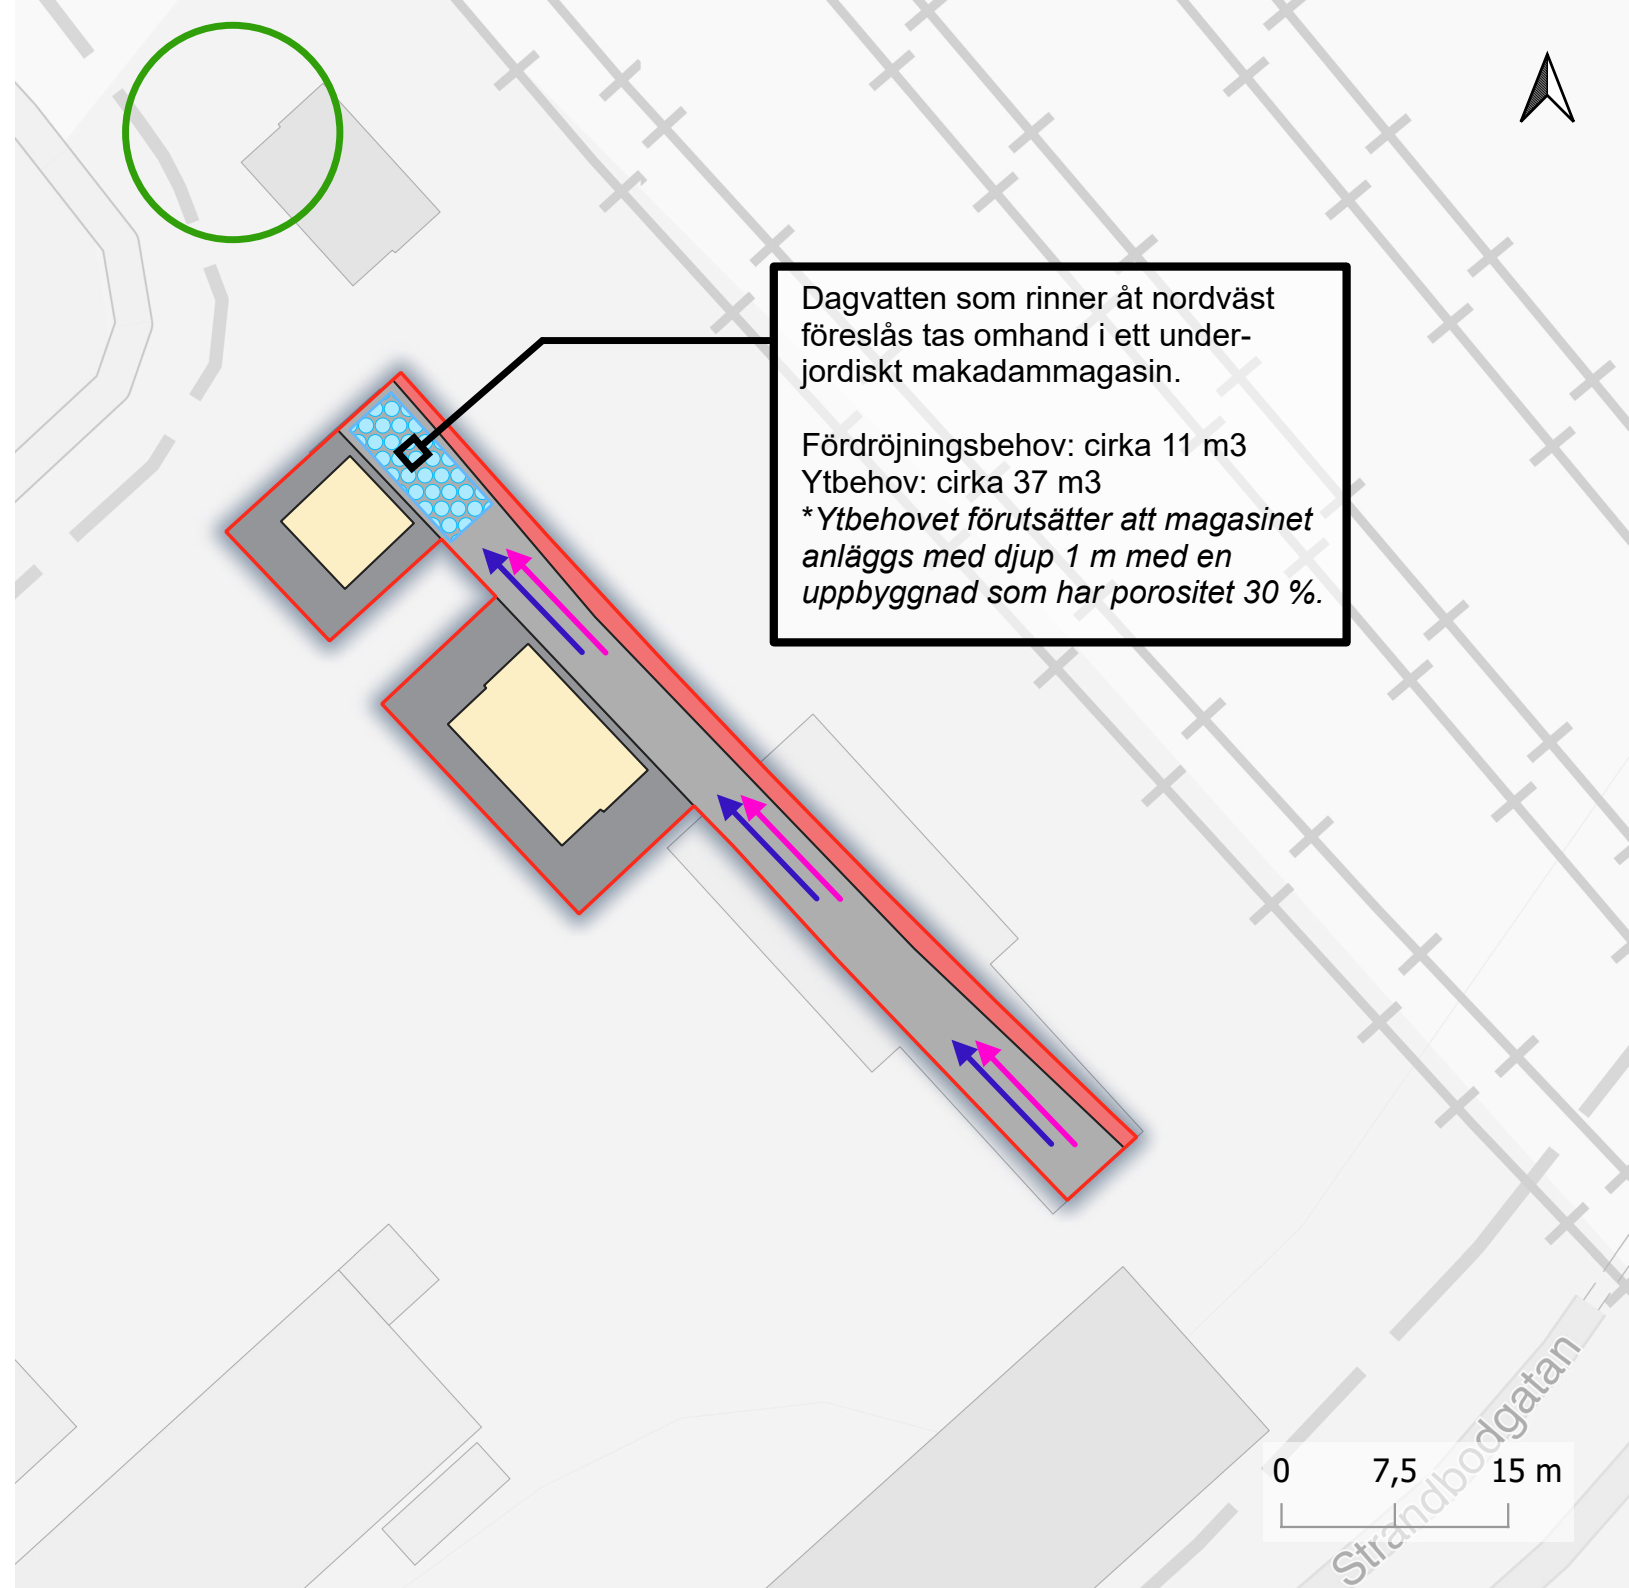 Dagvatten som rinner åt nordväst
föreslås tas omhand i ett under-
jordiskt makadammagasin.
Fördröjningsbehov: cirka 11 m3
Ytbehov: cirka 37 m3
*Ytbehovet förutsätter att magasinet
anläggs med djup 1 m med en
uppbyggnad som har porositet 30 %.
Strandbodgatan
0 7,5 15 m